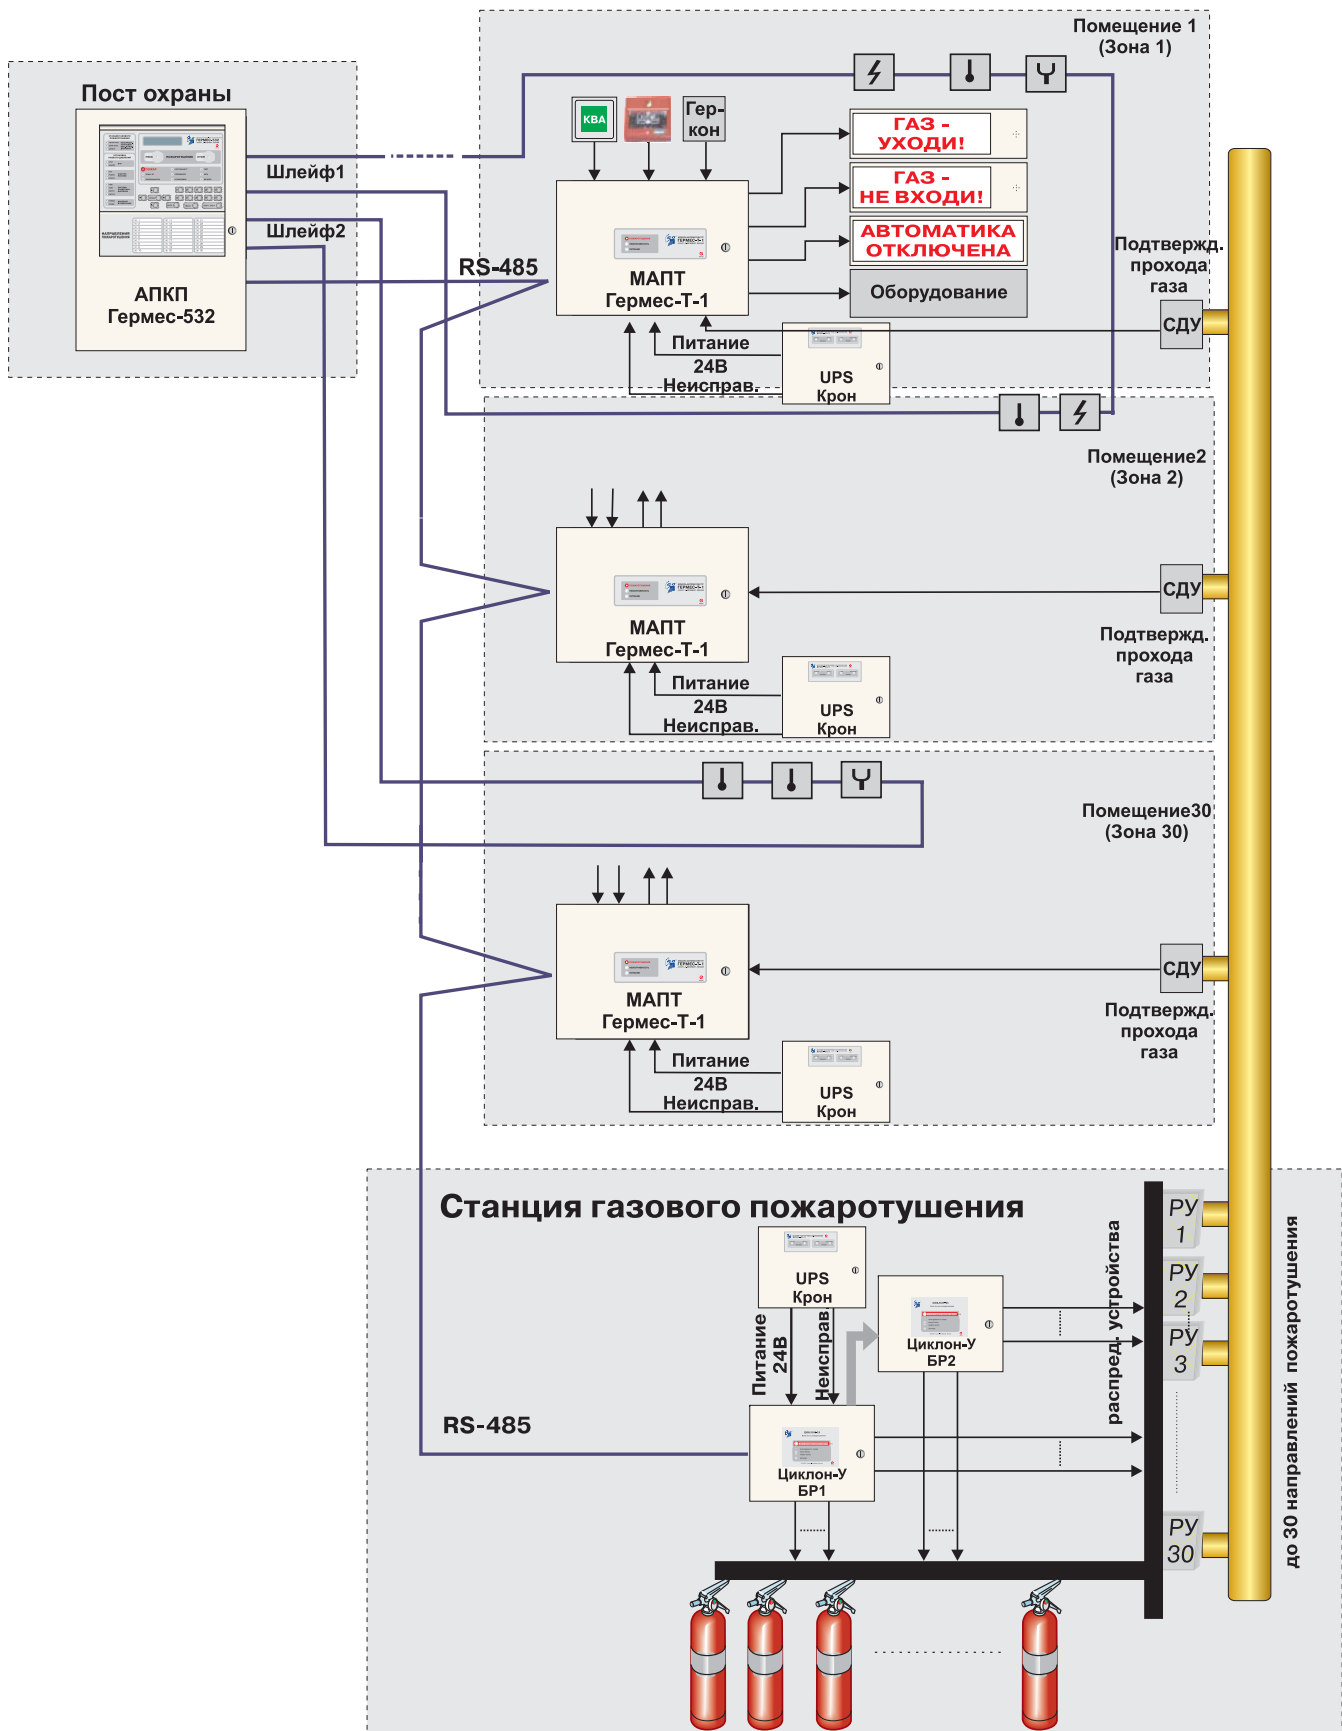 Помещение 1
(Зона 1)
Пост охраны
КВА
Гер-
кон
ГАЗ -
УХОДИ!
ГАЗ -
НЕ ВХОДИ!
АВТОМАТИКА
ОТКЛЮЧЕНА
Оборудование
Шлейф1
Шлейф2
RS-485
АПКП
Гермес-532
МАПТ
Гермес-Т-1
Подтвержд.
прохода
газа
СДУ
Питание
24В
Неисправ.
UPS
Крон
Помещение2
(Зона 2)
МАПТ
Гермес-Т-1
СДУ
Подтвержд.
прохода
газа
Питание
24В
Неисправ.
UPS
Крон
Помещение30
(Зона 30)
МАПТ
Гермес-Т-1
СДУ
Подтвержд.
прохода
газа
Питание
24В
Неисправ.
UPS
Крон
Станция газового пожаротушения
UPS
Крон
Питание
24В
Неисправ.
Циклон-У
БР2
RS-485
Циклон-У
БР1
распред. устройства
РУ
1
РУ
2
РУ
3
РУ
30
до 30 направлений пожаротушения